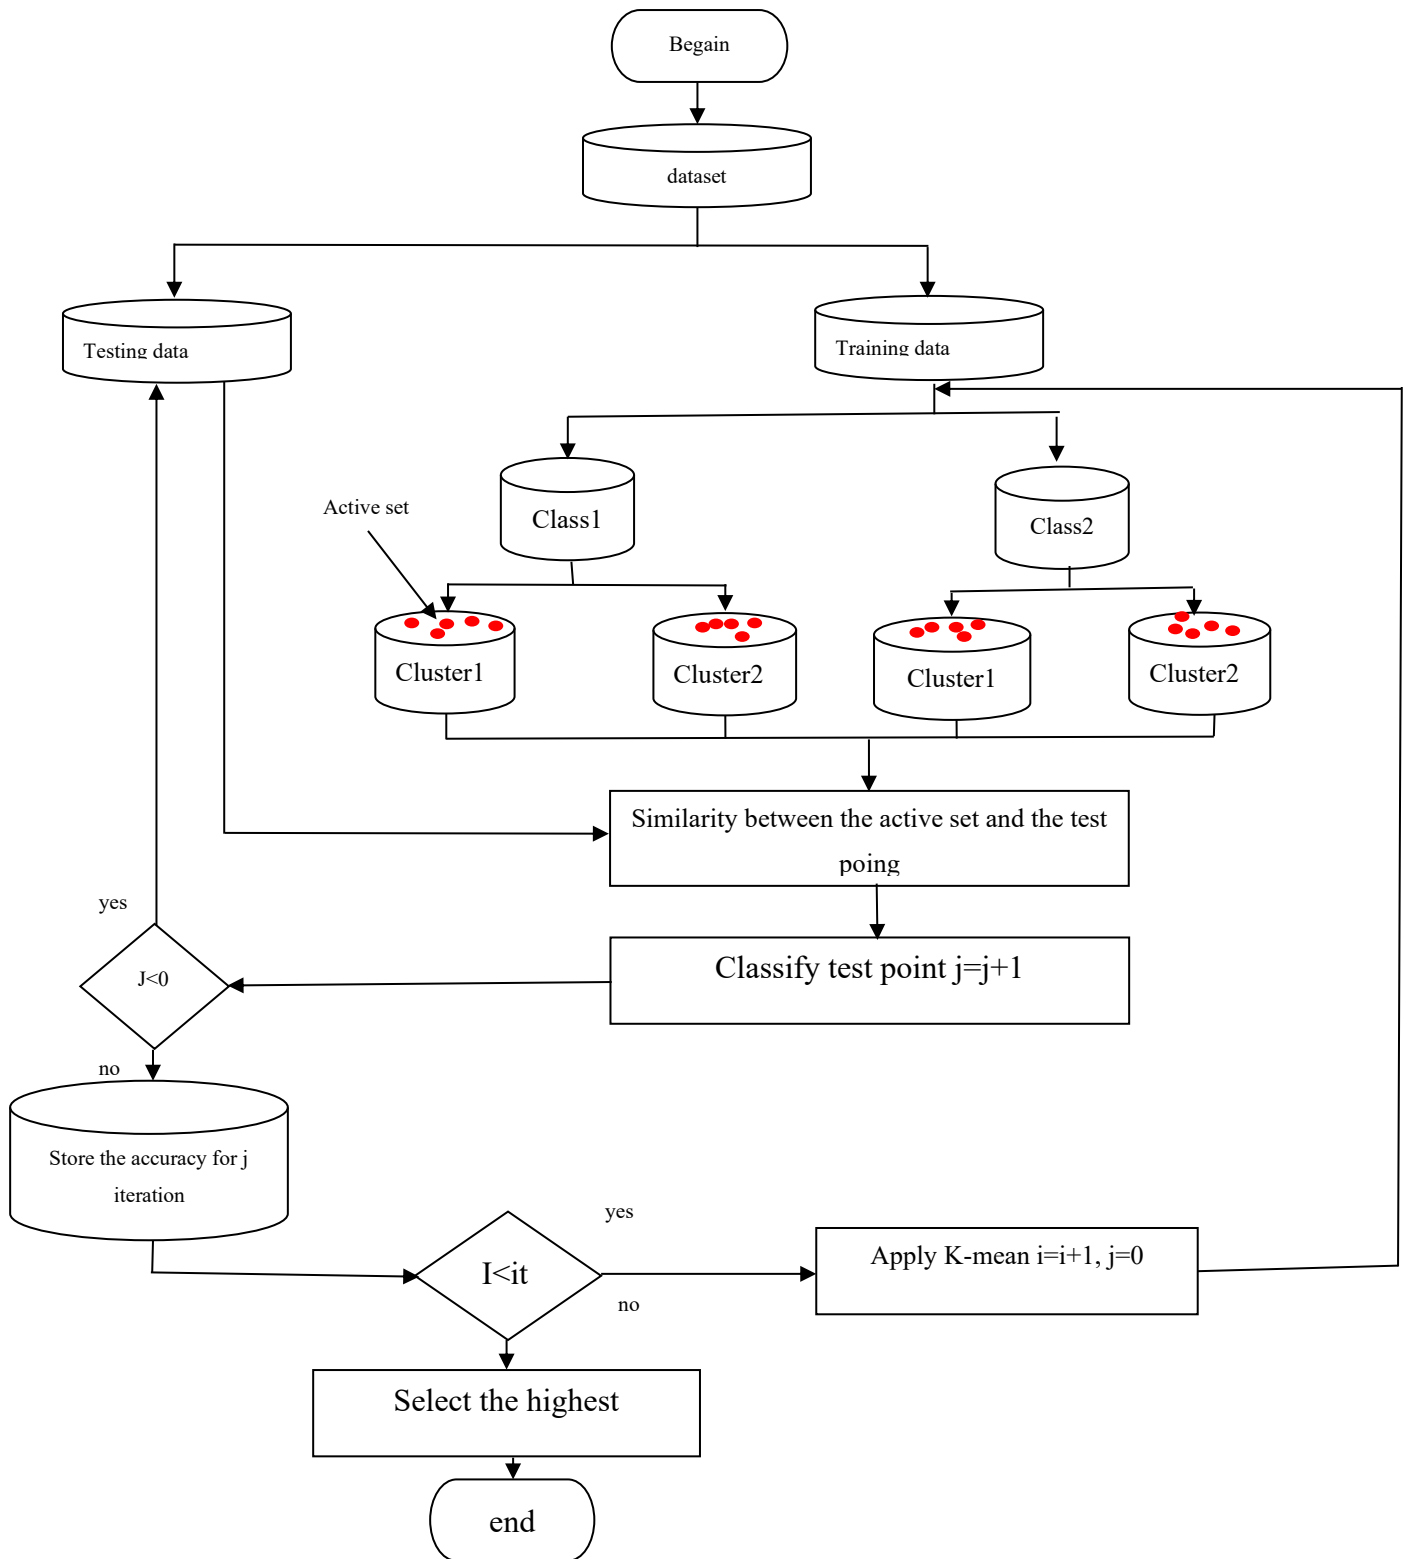 Begain
dataset
Testing data
Training data
Active set
Class1
Class2
Cluster1
Cluster2
Cluster1
Cluster2
Similarity between the active set and the test
poing
yes
J<0
Classify test point j=j+1
no
Store the accuracy for j
iteration
yes
I<it
Apply K-mean i=i+1, j=0
no
Select the highest
end